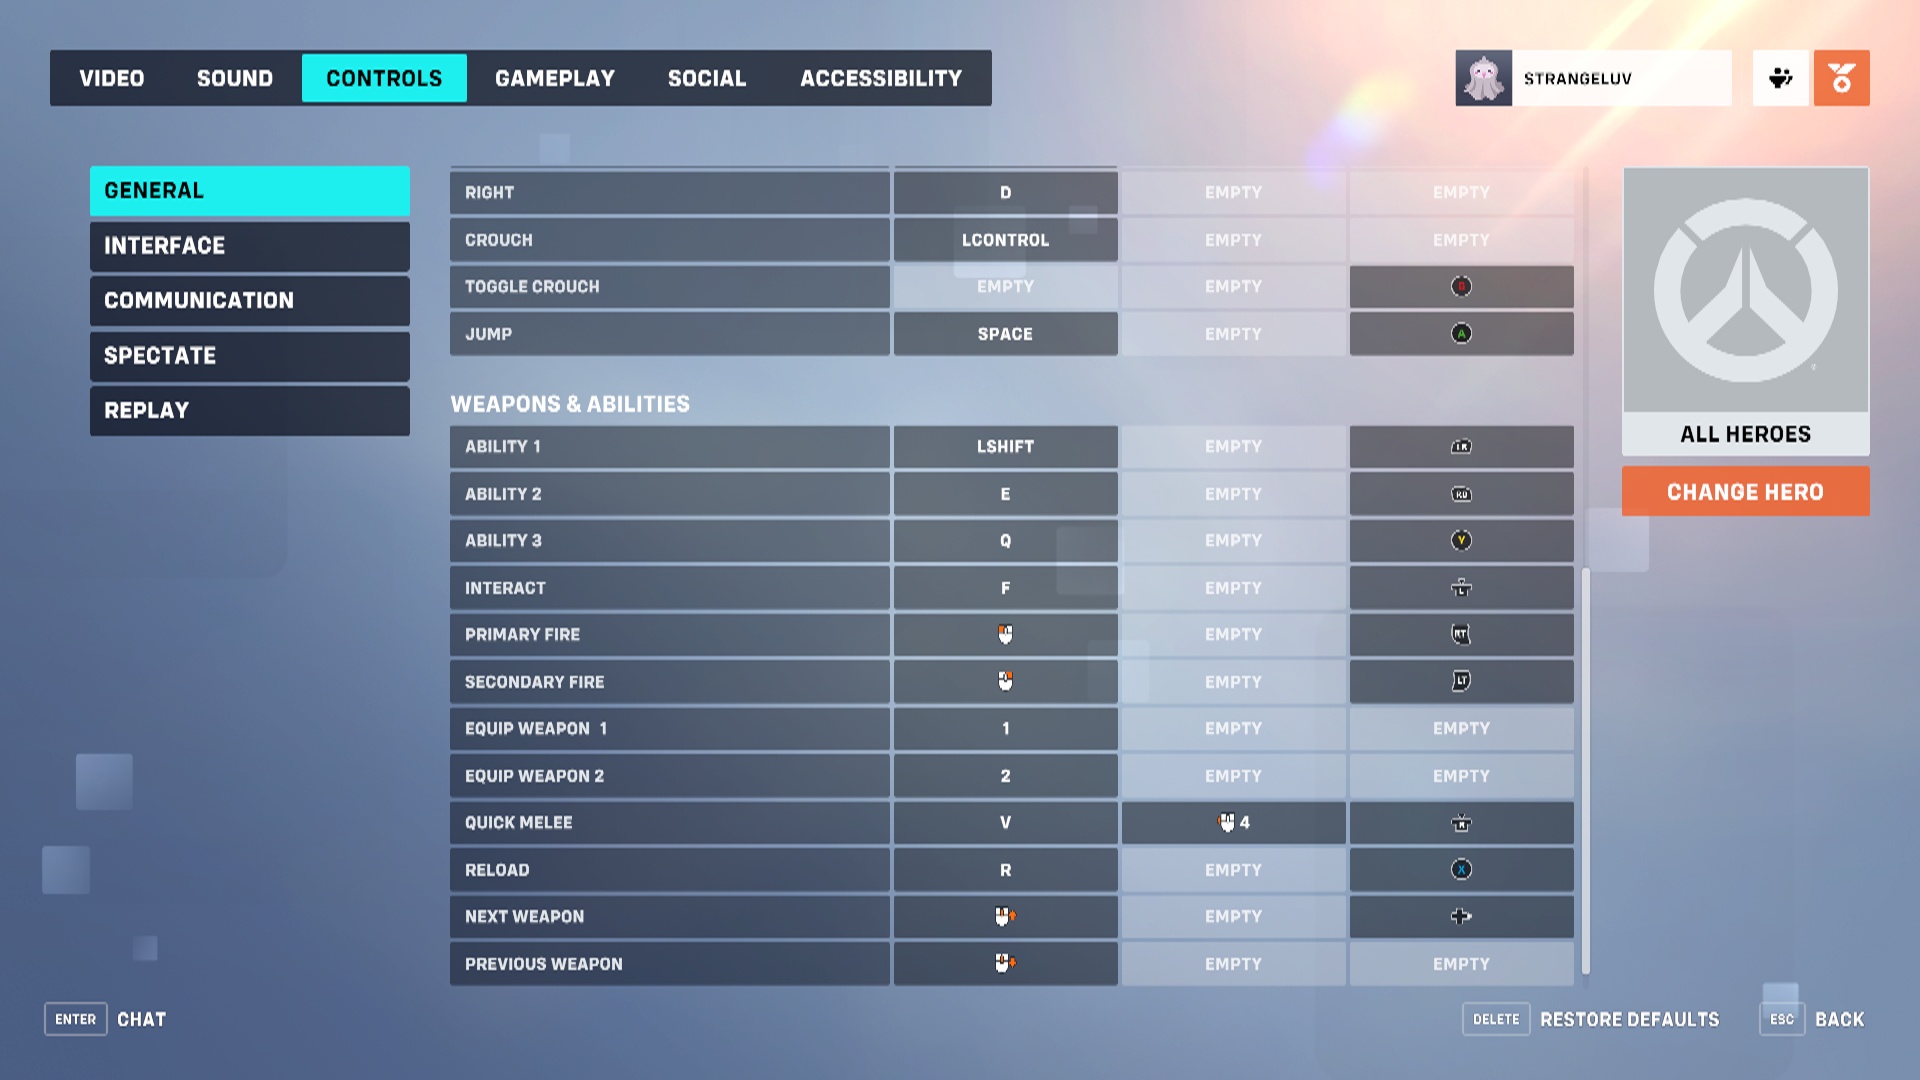 VIDEO SOUND CONTROLS GAMEPLAY SOCIAL ACCESSIBILITY STRANGELUV
GENERAL
INTERFACE
COMMUNICATION
SPECTATE
REPLAY
RIGHT D EMPTY EMPTY
CROUCH LCONTROL EMPTY EMPTY
TOGGLE CROUCH EMPTY EMPTY B
JUMP SPACE EMPTY A
WEAPONS & ABILITIES
ABILITY 1 LSHIFT EMPTY
ABILITY 2 E EMPTY
ABILITY 3 Q EMPTY Y
INTERACT F EMPTY L
PRIMARY FIRE EMPTY RT
SECONDARY FIRE EMPTY LT
EQUIP WEAPON 1 1 EMPTY EMPTY
EQUIP WEAPON 2 2 EMPTY EMPTY
QUICK MELEE V 4 R
RELOAD R EMPTY X
NEXT WEAPON EMPTY
PREVIOUS WEAPON EMPTY EMPTY
ALL HEROES
CHANGE HERO
ENTER CHAT
DELETE RESTORE DEFAULTS ESC BACK